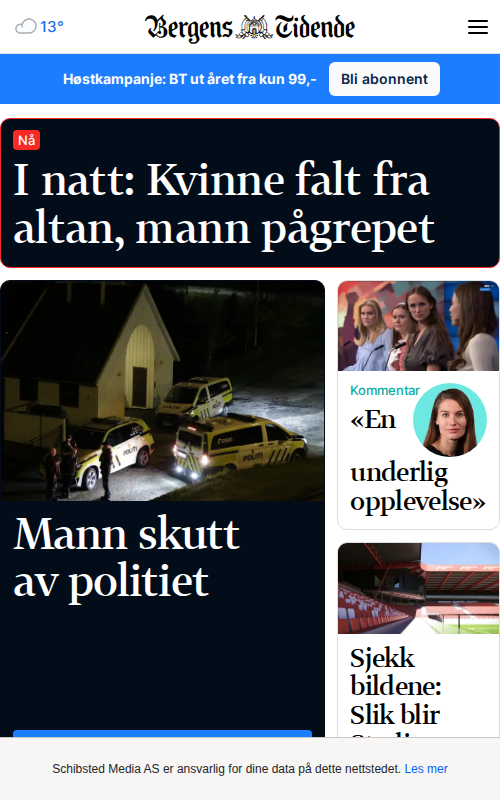 13°
Bergens Tidende
Høstkampanje: BT ut året fra kun 99,-
Bli abonnent
Nå
I natt: Kvinne falt fra
altan, mann pågrepet
POLITI
POLITI
Mann skutt
av politiet
Kommentar
«En
underlig
opplevelse»
Sjekk
bildene:
Slik blir
Schibsted Media AS er ansvarlig for dine data på dette nettstedet. Les mer